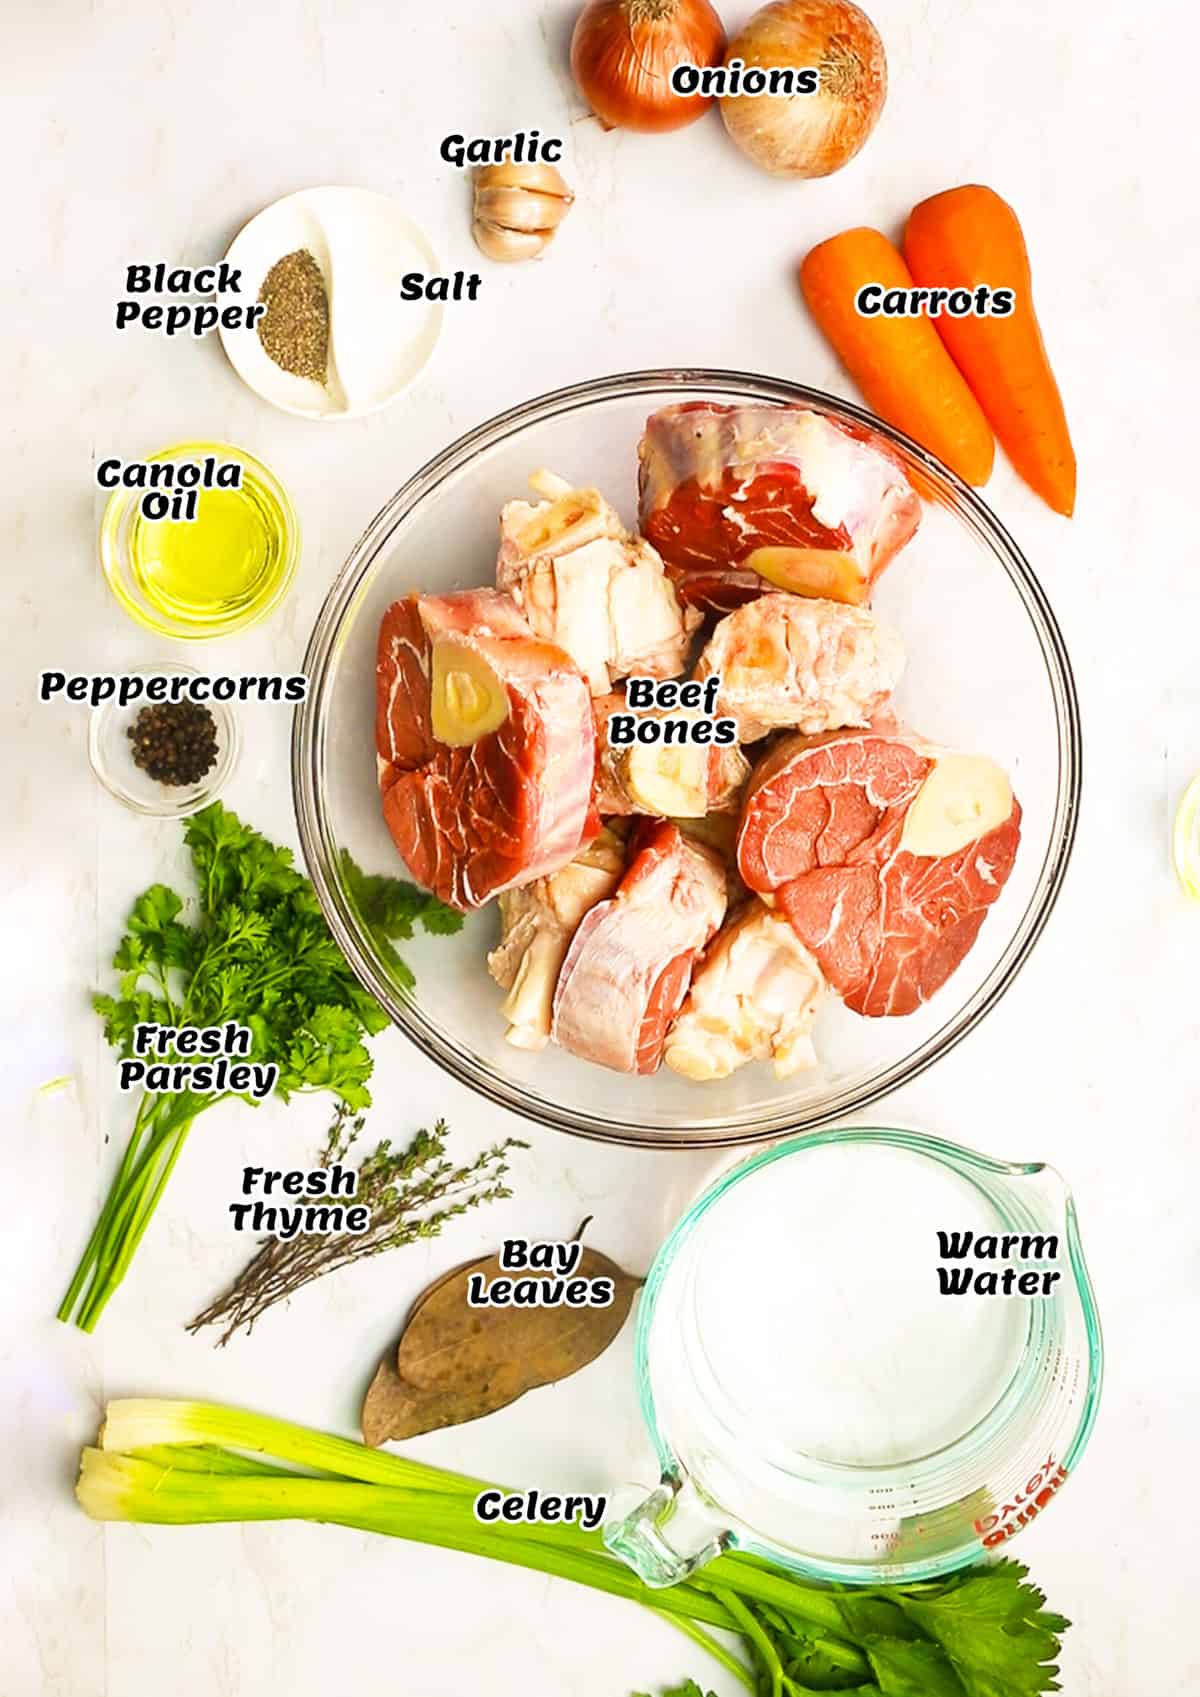 Onions
Garlic
Black
Pepper
Salt
Carrots
Canola
Oil
Peppercorns
Beef
Bones
Fresh
Parsley
Fresh
Thyme
Bay
Leaves
Warm
Water
Celery
PYREX